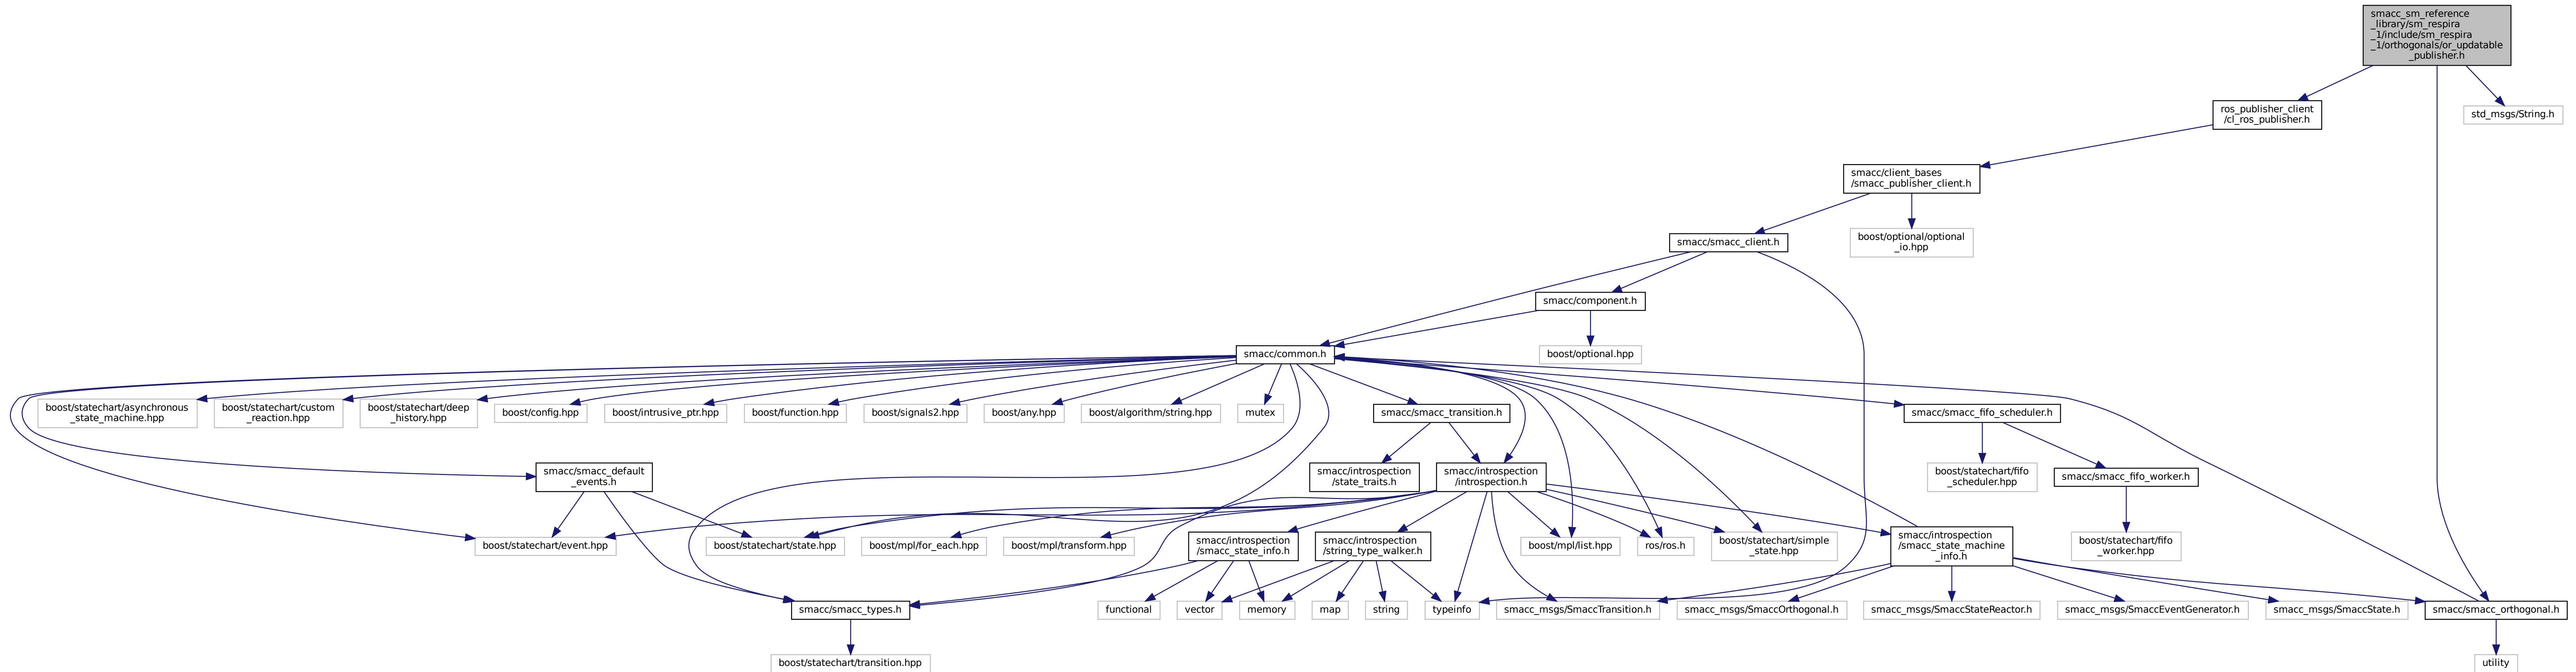 smacc_sm_reference
_library/sm_respira
_1/include/sm_respira
_1/orthogonals/or_updatable
_publisher.h
ros_publisher_client
/cl_ros_publisher.h
std_msgs/String.h
smacc/client_bases
/smacc_publisher_client.h
smacc/smacc_client.h
boost/optional/optional
_io.hpp
smacc/component.h
smacc/common.h
boost/optional.hpp
boost/statechart/asynchronous
_state_machine.hpp
boost/statechart/custom
_reaction.hpp
boost/statechart/deep
_history.hpp
boost/config.hpp
boost/intrusive_ptr.hpp
boost/function.hpp
boost/signals2.hpp
boost/any.hpp
boost/algorithm/string.hpp
mutex
smacc/smacc_transition.h
smacc/smacc_fifo_scheduler.h
smacc/smacc_default
_events.h
smacc/introspection
/state_traits.h
smacc/introspection
/introspection.h
boost/statechart/fifo
_scheduler.hpp
smacc/smacc_fifo_worker.h
boost/statechart/event.hpp
boost/statechart/state.hpp
boost/mpl/for_each.hpp
boost/mpl/transform.hpp
smacc/introspection
/smacc_state_info.h
smacc/introspection
/string_type_walker.h
boost/mpl/list.hpp
ros/ros.h
boost/statechart/simple
_state.hpp
smacc/introspection
/smacc_state_machine
_info.h
boost/statechart/fifo
_worker.hpp
smacc/smacc_types.h
functional
vector
memory
map
string
typeinfo
smacc_msgs/SmaccTransition.h
smacc_msgs/SmaccOrthogonal.h
smacc_msgs/SmaccStateReactor.h
smacc_msgs/SmaccEventGenerator.h
smacc_msgs/SmaccState.h
smacc/smacc_orthogonal.h
boost/statechart/transition.hpp
utility